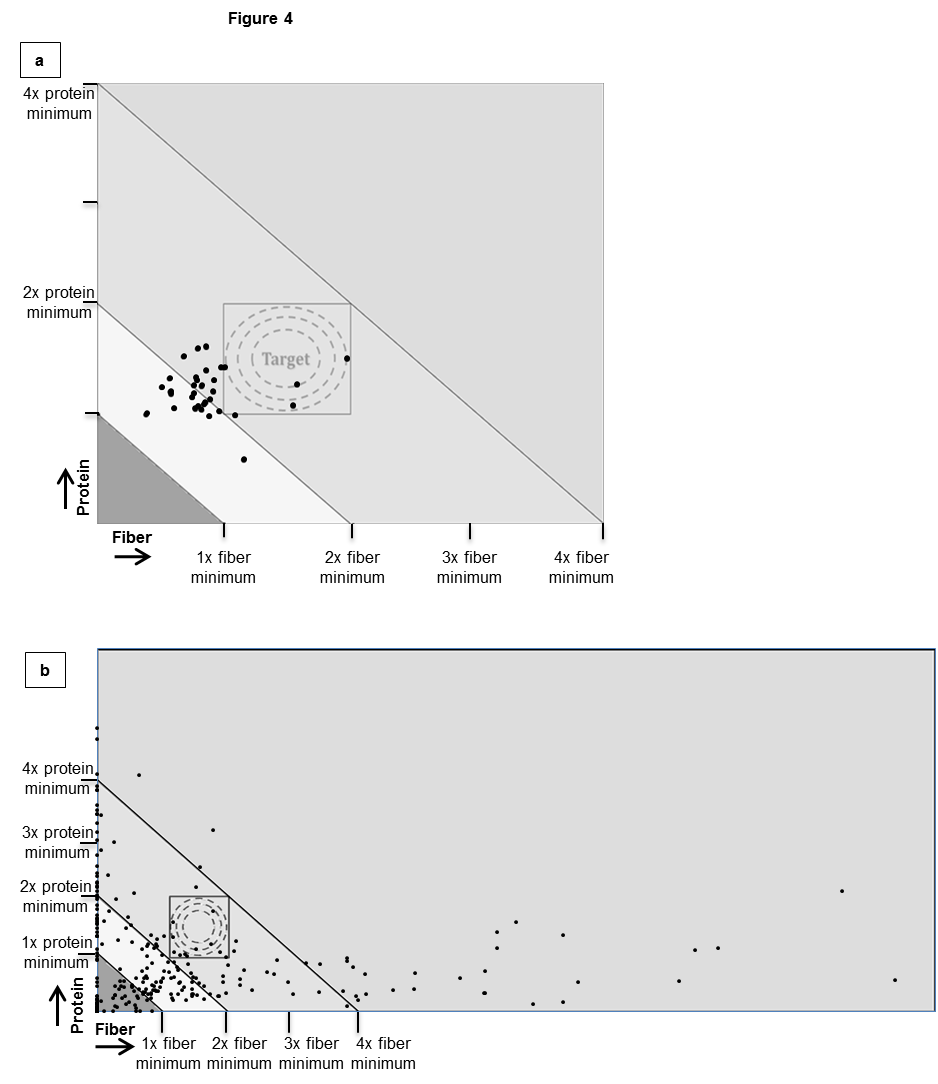 Figure 4
a
4x protein
minimum
2x protein
minimum
Target
Protein
Fiber
1x fiber
minimum
2x fiber
minimum
3x fiber
minimum
4x fiber
minimum
b
4x protein
minimum
3x protein
minimum
2x protein
minimum
1x protein
minimum
Protein
Fiber
1x fiber
minimum
2x fiber
minimum
3x fiber
minimum
4x fiber
minimum